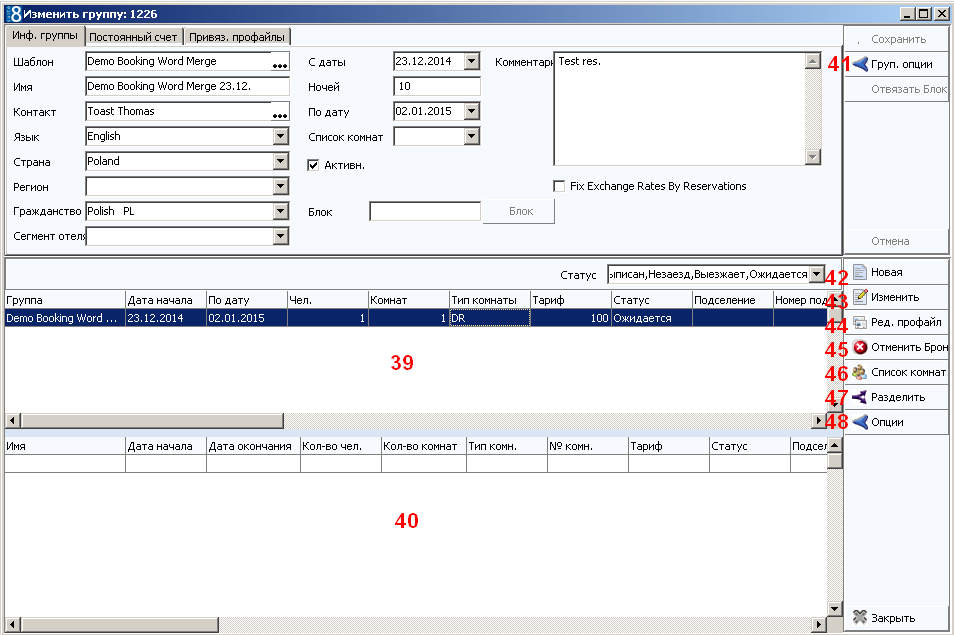 8 Изменить группу: 1226
Инф. группы Постоянный счет Привяз. профайлы
Шаблон Demo Booking Word Merge ... С даты 23.12.2014 Комментари Test res.
Имя Demo Booking Word Merge 23.12. Ночей 10
Контакт Toast Thomas ... По дату 02.01.2015
Язык English Список комнат
Страна Poland Активн.
Регион Fix Exchange Rates By Reservations
Гражданство Polish PL Блок Блок
Сегмент отеля
Сохранить
41 Груп. опции
Отвязать Блок
Отмена
Статус ыписан,Незаезд,Выезжает,Ожидается
Группа Дата начала По дату Чел. Комнат Тип комнаты Тариф Статус Подселение Номер под
Demo Booking Word ... 23.12.2014 02.01.2015 1 1 DR 100 Ожидается
39
42 Новая
43 Изменить
44 Ред. профайл
45 Отменить Брон
46 Список комнат
47 Разделить
48 Опции
Имя Дата начала Дата окончания Кол-во чел. Кол-во комнат Тип комн. № комн. Тариф Статус Подсел
40
Закрыть